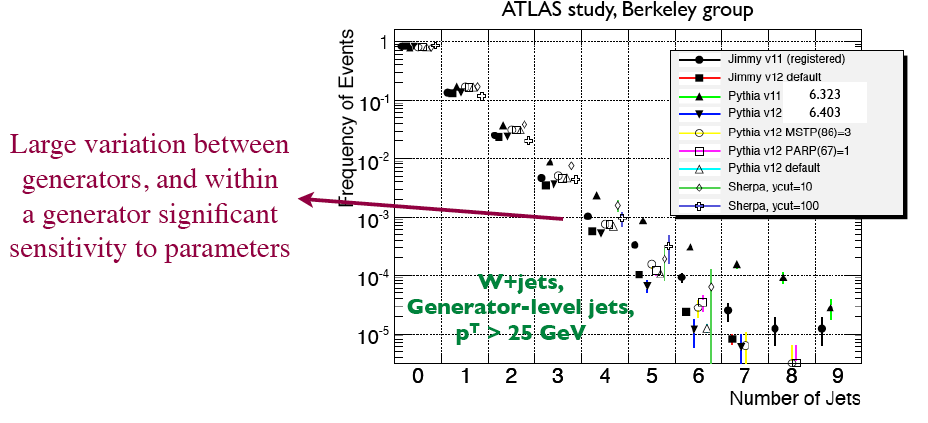 ATLAS study, Berkeley group
Frequency of Events
1
10-1
10-2
10-3
10-4
10-5
Jimmy v11 (registered)
Jimmy v12 default
Pythia v11 6.323
Pythia v12 6.403
Pythia v12 MSTP(86)=3
Pythia v12 PARP(67)=1
Pythia v12 default
Sherpa, ycut=10
Sherpa, ycut=100
Large variation between
generators, and within
a generator significant
sensitivity to parameters
W+jets,
Generator-level jets,
pT > 25 GeV
0 1 2 3 4 5 6 7 8 9
Number of Jets